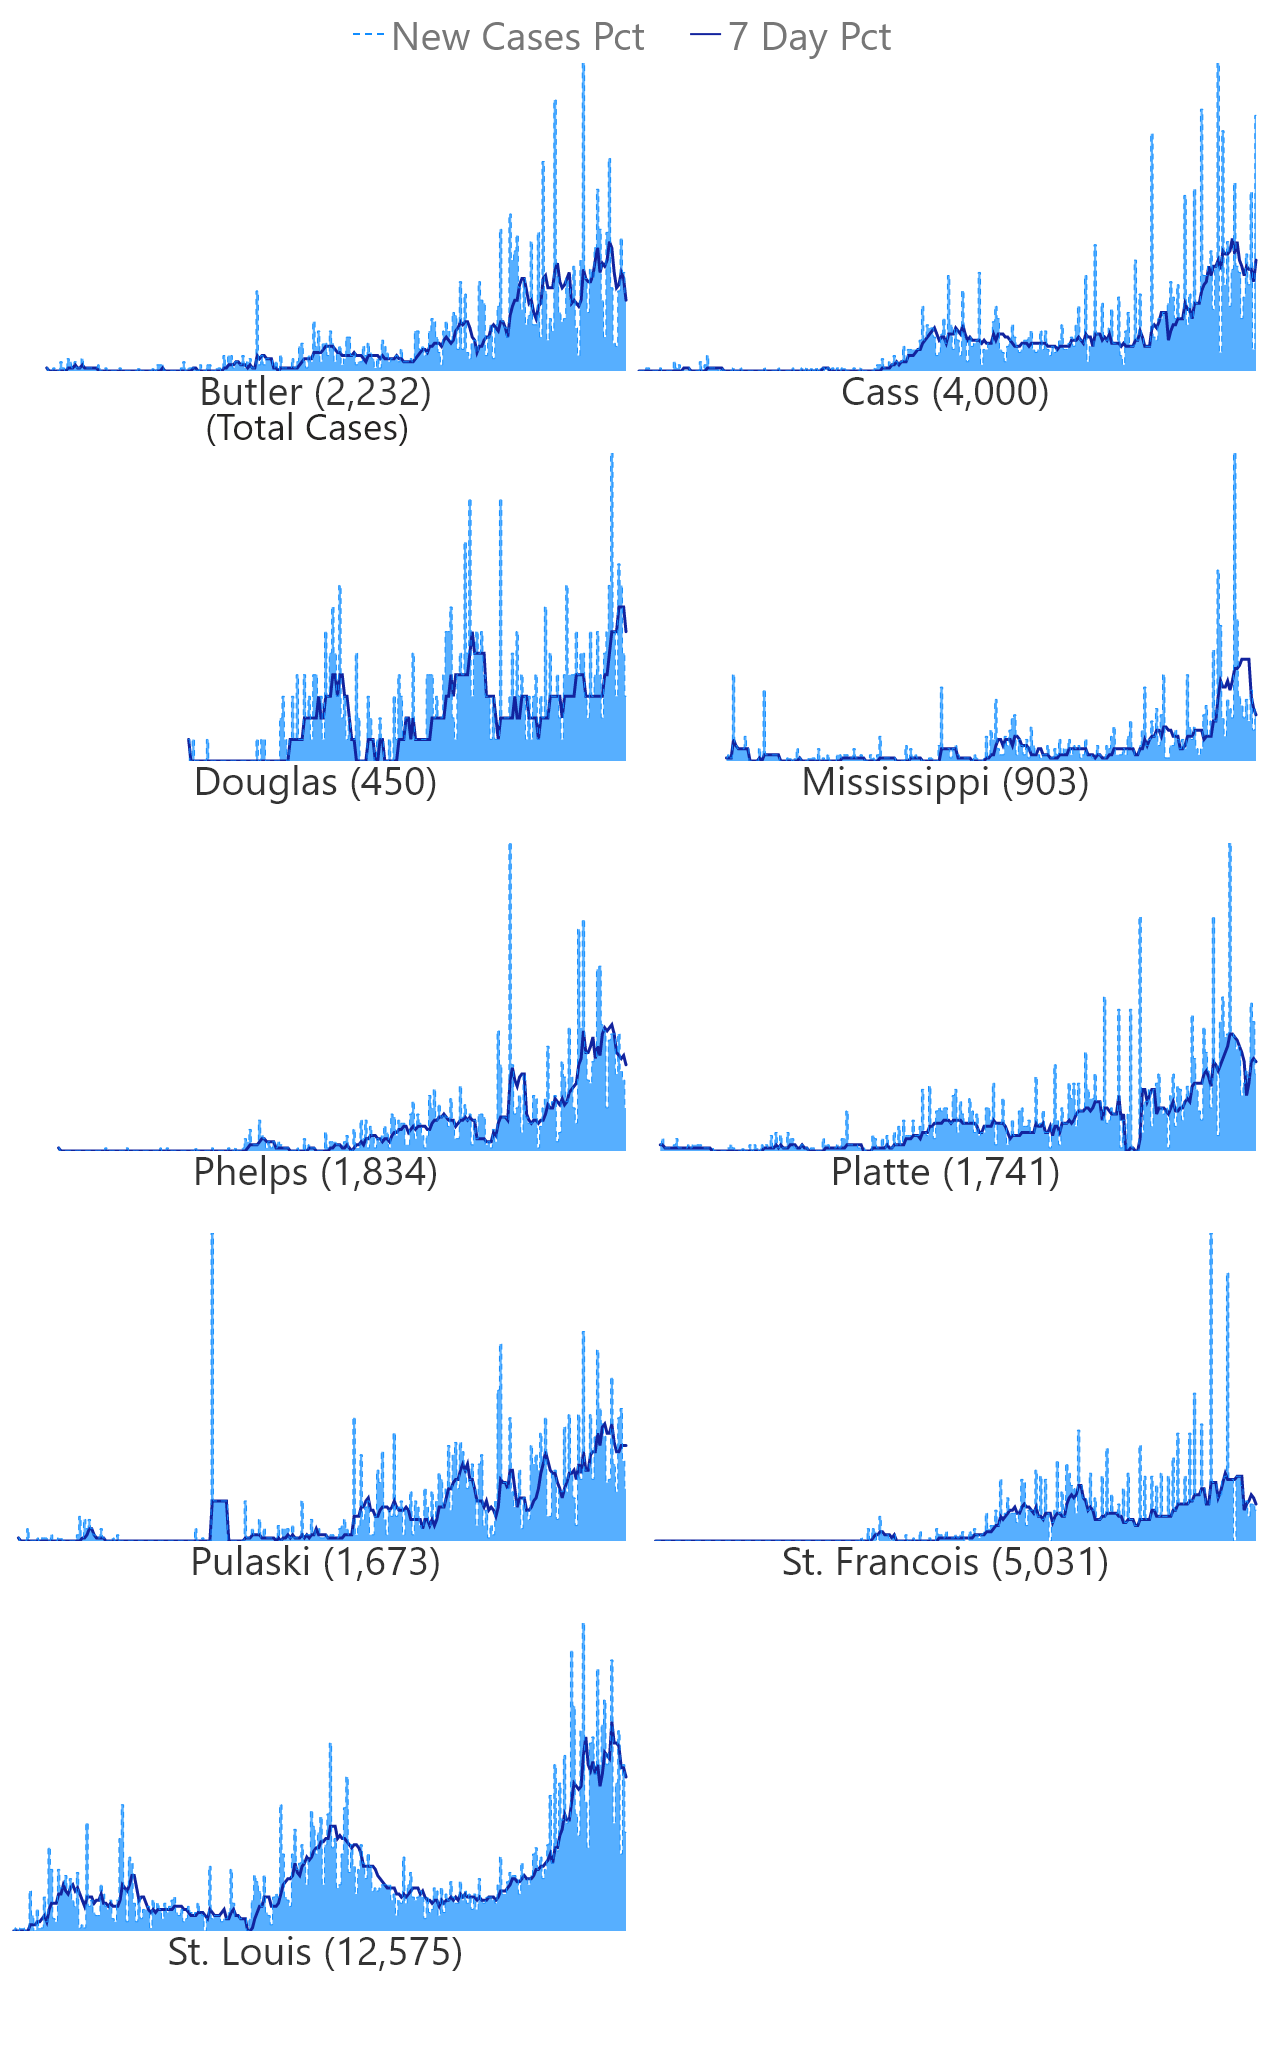 New Cases Pct 7 Day Pct
Butler (2,232) Cass (4,000)
(Total Cases)
Douglas (450) Mississippi (903)
Phelps (1,834) Platte (1,741)
Pulaski (1,673) St. Francois (5,031)
St. Louis (12,575)